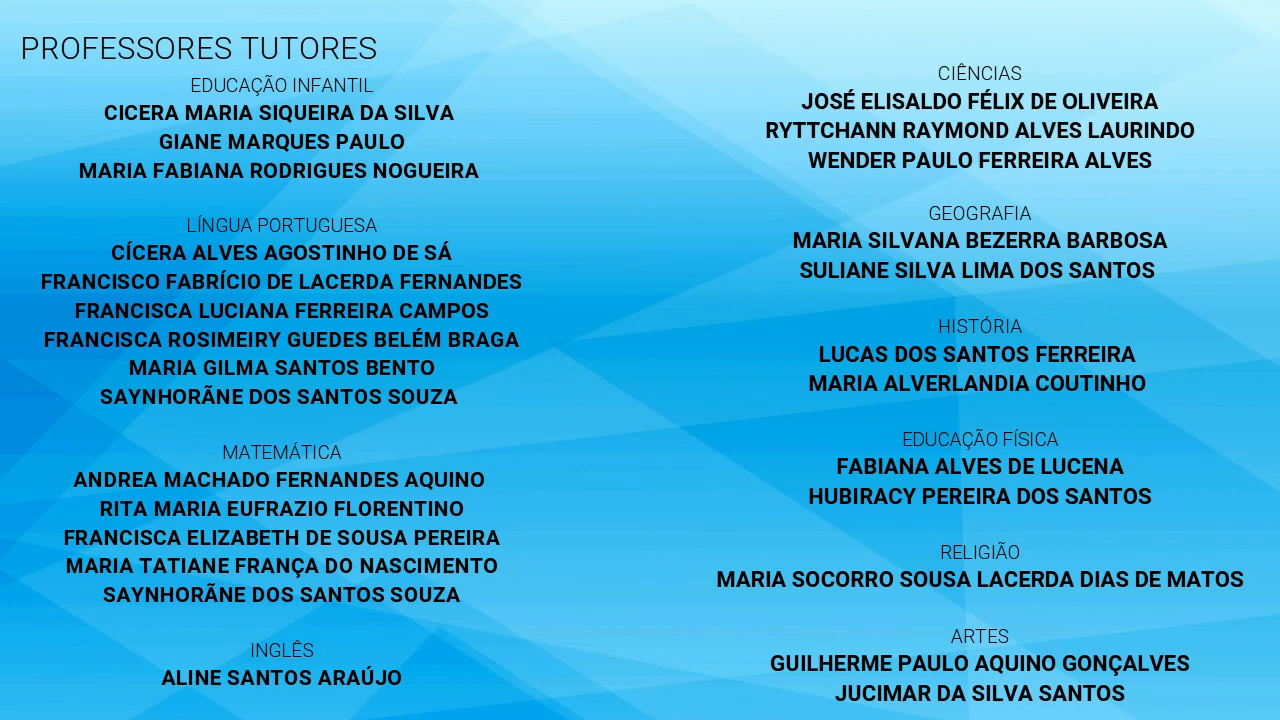 PROFESSORES TUTORES
EDUCAÇÃO INFANTIL
CICERA MARIA SIQUEIRA DA SILVA
GIANE MARQUES PAULO
MARIA FABIANA RODRIGUES NOGUEIRA
LÍNGUA PORTUGUESA
CÍCERA ALVES AGOSTINHO DE SÁ
FRANCISCO FABRÍCIO DE LACERDA FERNANDES
FRANCISCA LUCIANA FERREIRA CAMPOS
FRANCISCA ROSIMEIRY GUEDES BELÉM BRAGA
MARIA GILMA SANTOS BENTO
SAYNHORÃNE DOS SANTOS SOUZA
MATEMÁTICA
ANDREA MACHADO FERNANDES AQUINO
RITA MARIA EUFRAZIO FLORENTINO
FRANCISCA ELIZABETH DE SOUSA PEREIRA
MARIA TATIANE FRANÇA DO NASCIMENTO
SAYNHORÃNE DOS SANTOS SOUZA
INGLÊS
ALINE SANTOS ARAÚJO
CIÊNCIAS
JOSÉ ELISALDO FÉLIX DE OLIVEIRA
RYTTCHANN RAYMOND ALVES LAURINDO
WENDER PAULO FERREIRA ALVES
GEOGRAFIA
MARIA SILVANA BEZERRA BARBOSA
SULIANE SILVA LIMA DOS SANTOS
HISTÓRIA
LUCAS DOS SANTOS FERREIRA
MARIA ALVERLANDIA COUTINHO
EDUCAÇÃO FÍSICA
FABIANA ALVES DE LUCENA
HUBIRACY PEREIRA DOS SANTOS
RELIGIÃO
MARIA SOCORRO SOUSA LACERDA DIAS DE MATOS
ARTES
GUILHERME PAULO AQUINO GONÇALVES
JUCIMAR DA SILVA SANTOS